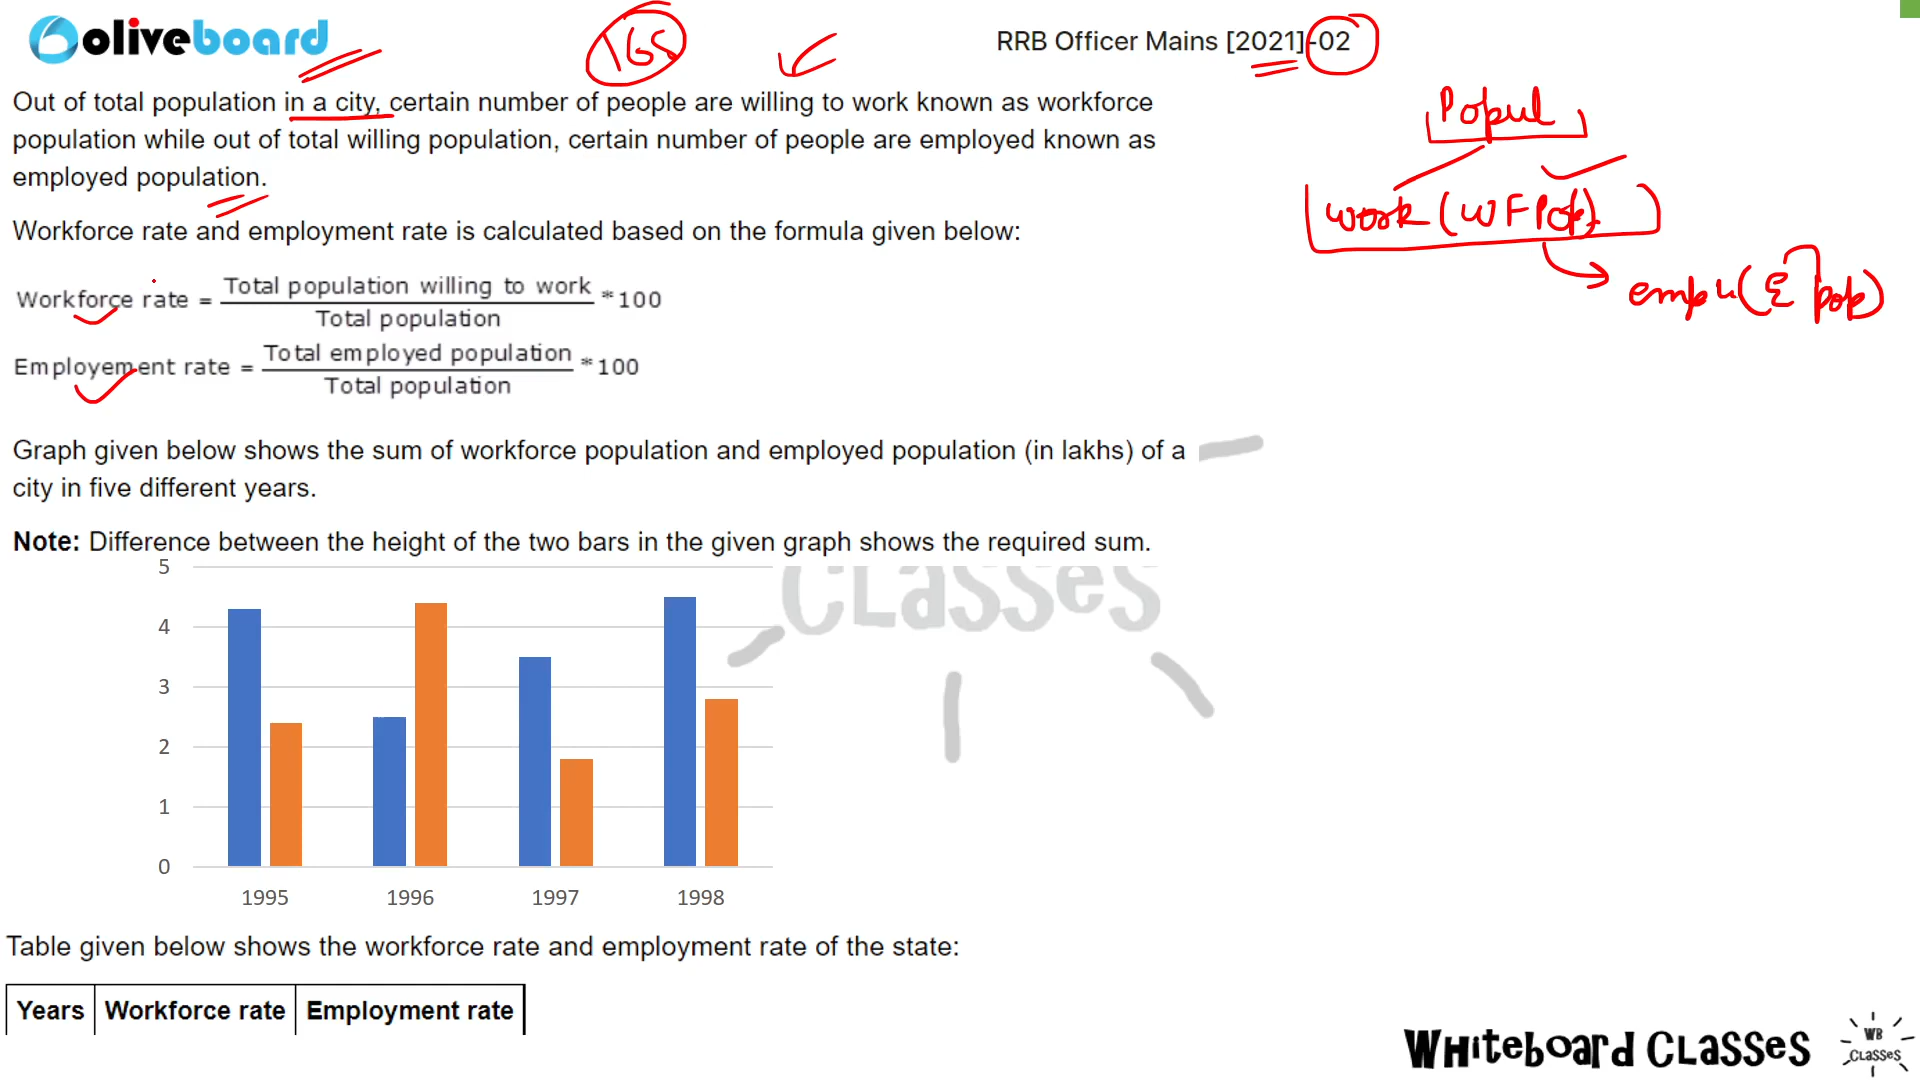 oliveboard
165
RRB Officer Mains [2021]-02
Out of total population in a city, certain number of people are willing to work known as workforce
population while out of total willing population, certain number of people are employed known as
employed population.
Popul
work (WF Pop)
Workforce rate and employment rate is calculated based on the formula given below:
Workforce rate = Total population willing to work / Total population *100
Employement rate = Total employed population / Total population *100
Graph given below shows the sum of workforce population and employed population (in lakhs) of a
city in five different years.
Note: Difference between the height of the two bars in the given graph shows the required sum.
CLasses
5
4
3
2
1
0
1995 1996 1997 1998
Table given below shows the workforce rate and employment rate of the state:
Years Workforce rate Employment rate
WHiteboard CLasses
WB
CLasses